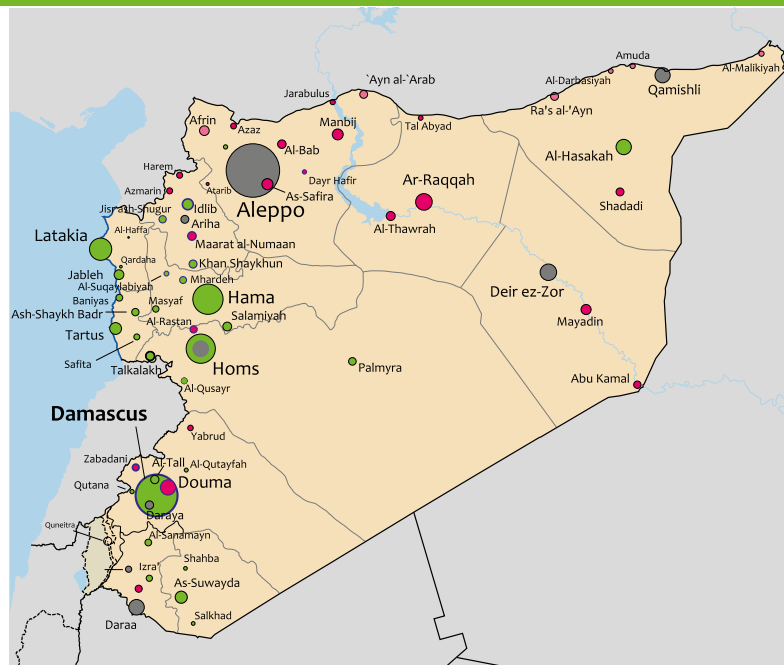 Amuda
Al-Malikiyah
`Ayn al-`Arab
Al-Darbasiyah
Qamishli
Jarabulus
Ra's al-'Ayn
Afrin
Azaz
Manbij
Tal Abyad
Al-Bab
Al-Hasakah
Harem
Dayr Hafir
Ar-Raqqah
Azmarin
Atarib
As-Safira
Shadadi
Jisr ash-Shugur
Idlib
Aleppo
Ariha
Al-Thawrah
Latakia
Al-Haffa
Maarat al-Numaan
Qardaha
Khan Shaykhun
Jableh
Mhardeh
Al-Suqaylabiyah
Deir ez-Zor
Baniyas
Masyaf
Hama
Ash-Shaykh Badr
Salamiyah
Mayadin
Al-Rastan
Tartus
Safita
Homs
Talkalakh
Palmyra
Abu Kamal
Al-Qusayr
Damascus
Yabrud
Zabadani
Al-Tall
Al-Qutayfah
Qutana
Douma
Daraya
Quneitra
Al-Sanamayn
Shahba
Izra'
As-Suwayda
Salkhad
Daraa